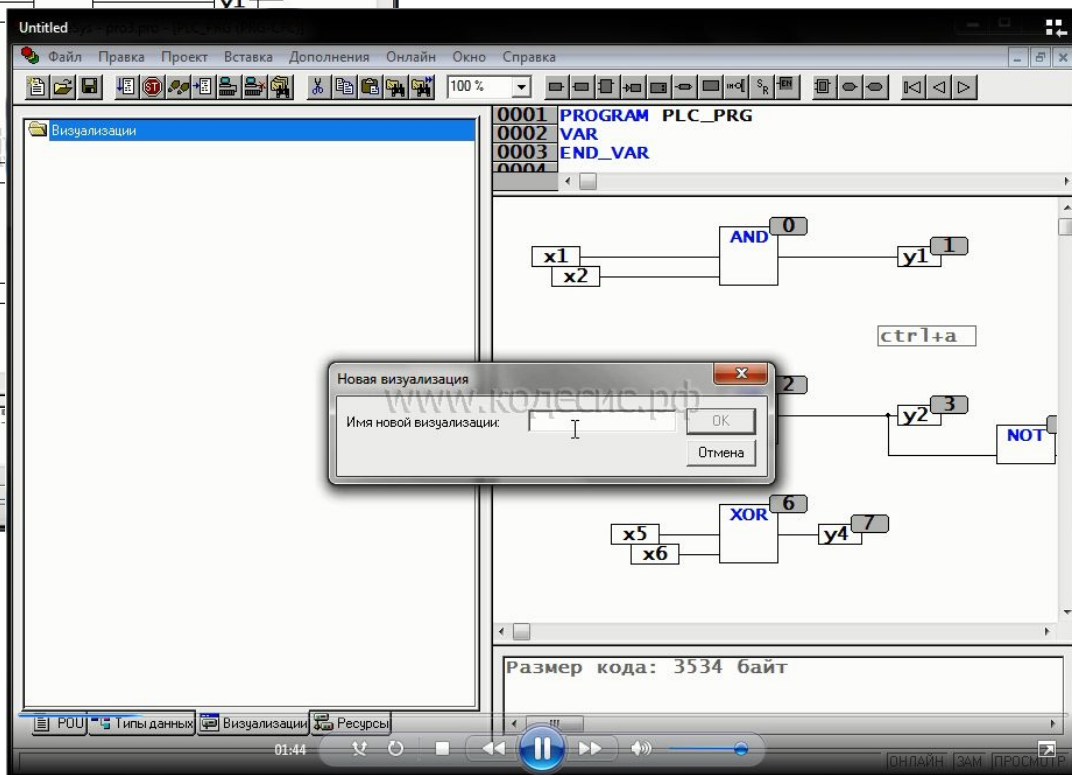 Untitled
Файл Правка Проект Вставка Дополнения Онлайн Окно Справка
100 %
Визуализации
0001 PROGRAM PLC_PRG
0002 VAR
0003 END_VAR
0004
AND 0
x1
x2
y1 1
ctrl+a
Новая визуализация
www.кодесис.рф
Имя новой визуализации:
OK
Отмена
2
y2 3
NOT
XOR 6
x5
x6
y4 7
Размер кода: 3534 байт
POU Типы данных Визуализации Ресурсы
01:44
ОНЛАЙН ЗАМ ПРОСМОТР